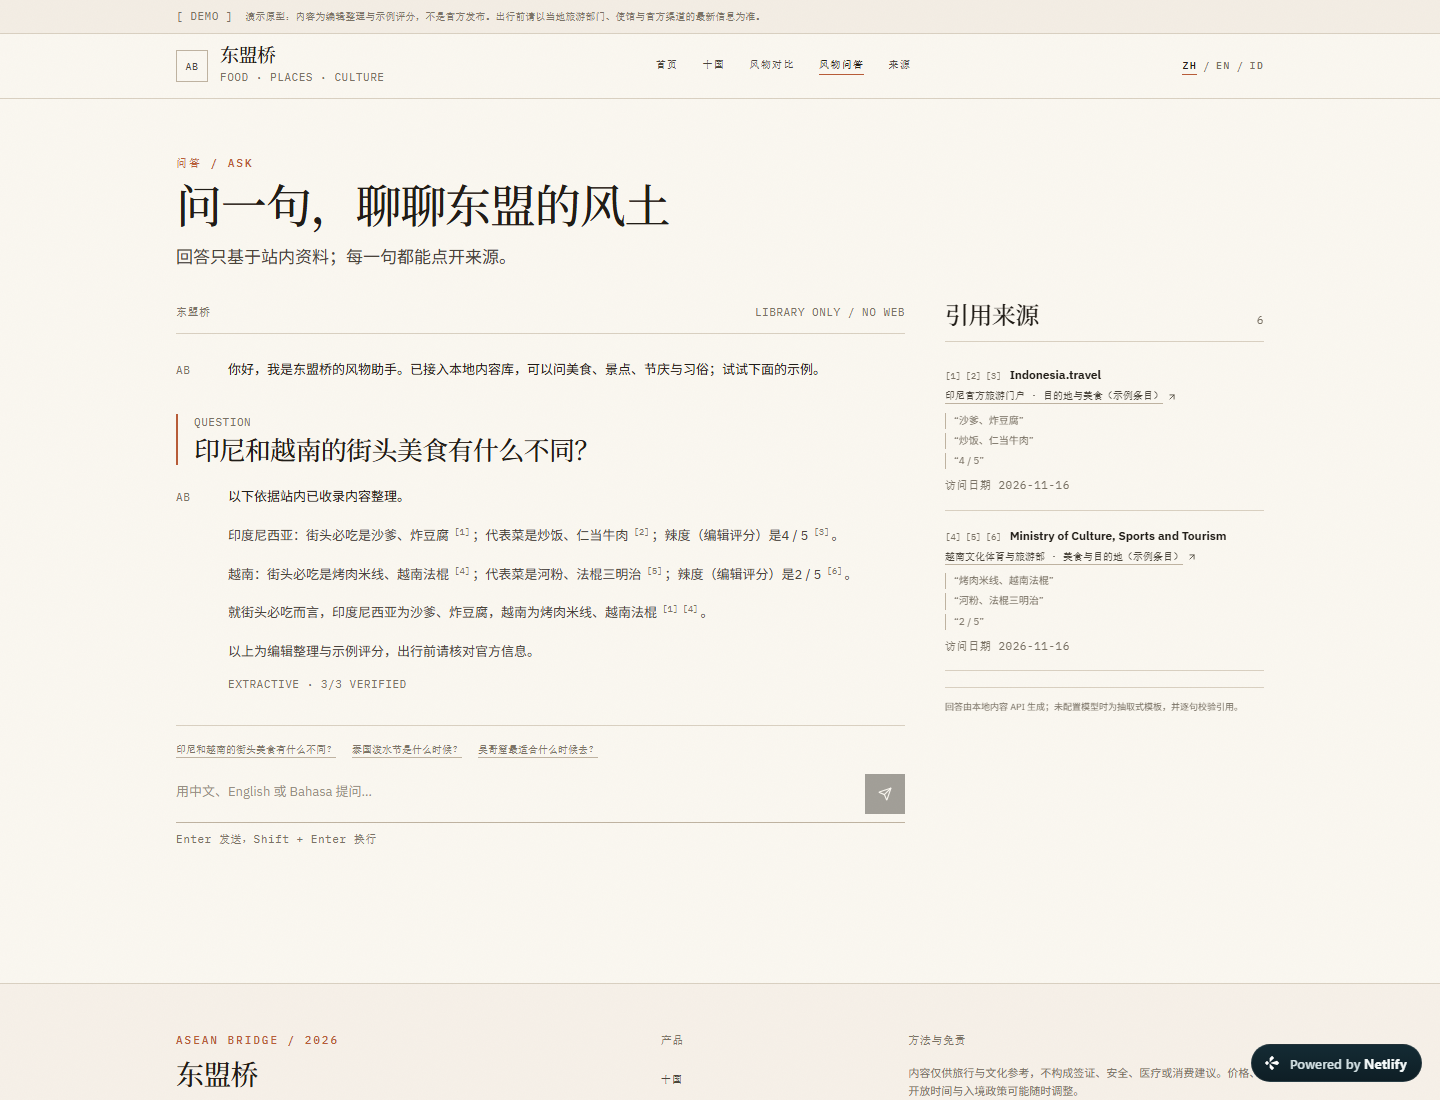 [ DEMO ] 演示原型：内容为编辑整理与示例评分，不是官方发布。出行前请以当地旅游部门、使馆与官方渠道的最新信息为准。
AB
东盟桥
FOOD · PLACES · CULTURE
首页 十国 风物对比 风物问答 来源
ZH / EN / ID
问答 / ASK
问一句，聊聊东盟的风土
回答只基于站内资料；每一句都能点开来源。
东盟桥
LIBRARY ONLY / NO WEB
AB 你好，我是东盟桥的风物助手。已接入本地内容库，可以问美食、景点、节庆与习俗；试试下面的示例。
QUESTION
印尼和越南的街头美食有什么不同？
AB 以下依据站内已收录内容整理。
印度尼西亚：街头必吃是沙爹、炸豆腐 [1]；代表菜是炒饭、仁当牛肉 [2]；辣度（编辑评分）是4 / 5 [3]。
越南：街头必吃是烤肉米线、越南法棍 [4]；代表菜是河粉、法棍三明治 [5]；辣度（编辑评分）是2 / 5 [6]。
就街头必吃而言，印度尼西亚为沙爹、炸豆腐，越南为烤肉米线、越南法棍 [1] [4]。
以上为编辑整理与示例评分，出行前请核对官方信息。
EXTRACTIVE · 3/3 VERIFIED
印尼和越南的街头美食有什么不同？ 泰国泼水节是什么时候？ 吴哥窟最适合什么时候去？
用中文、English 或 Bahasa 提问...
Enter 发送，Shift + Enter 换行
引用来源 6
[1] [2] [3] Indonesia.travel
印尼官方旅游门户 · 目的地与美食（示例条目）
“沙爹、炸豆腐”
“炒饭、仁当牛肉”
“4 / 5”
访问日期 2026-11-16
[4] [5] [6] Ministry of Culture, Sports and Tourism
越南文化体育与旅游部 · 美食与目的地（示例条目）
“烤肉米线、越南法棍”
“河粉、法棍三明治”
“2 / 5”
访问日期 2026-11-16
回答由本地内容 API 生成；未配置模型时为抽取式模板，并逐句校验引用。
ASEAN BRIDGE / 2026
东盟桥
产品
十国
方法与免责
内容仅供旅行与文化参考，不构成签证、安全、医疗或消费建议。价格、
开放时间与入境政策可能随时调整。
Powered by Netlify